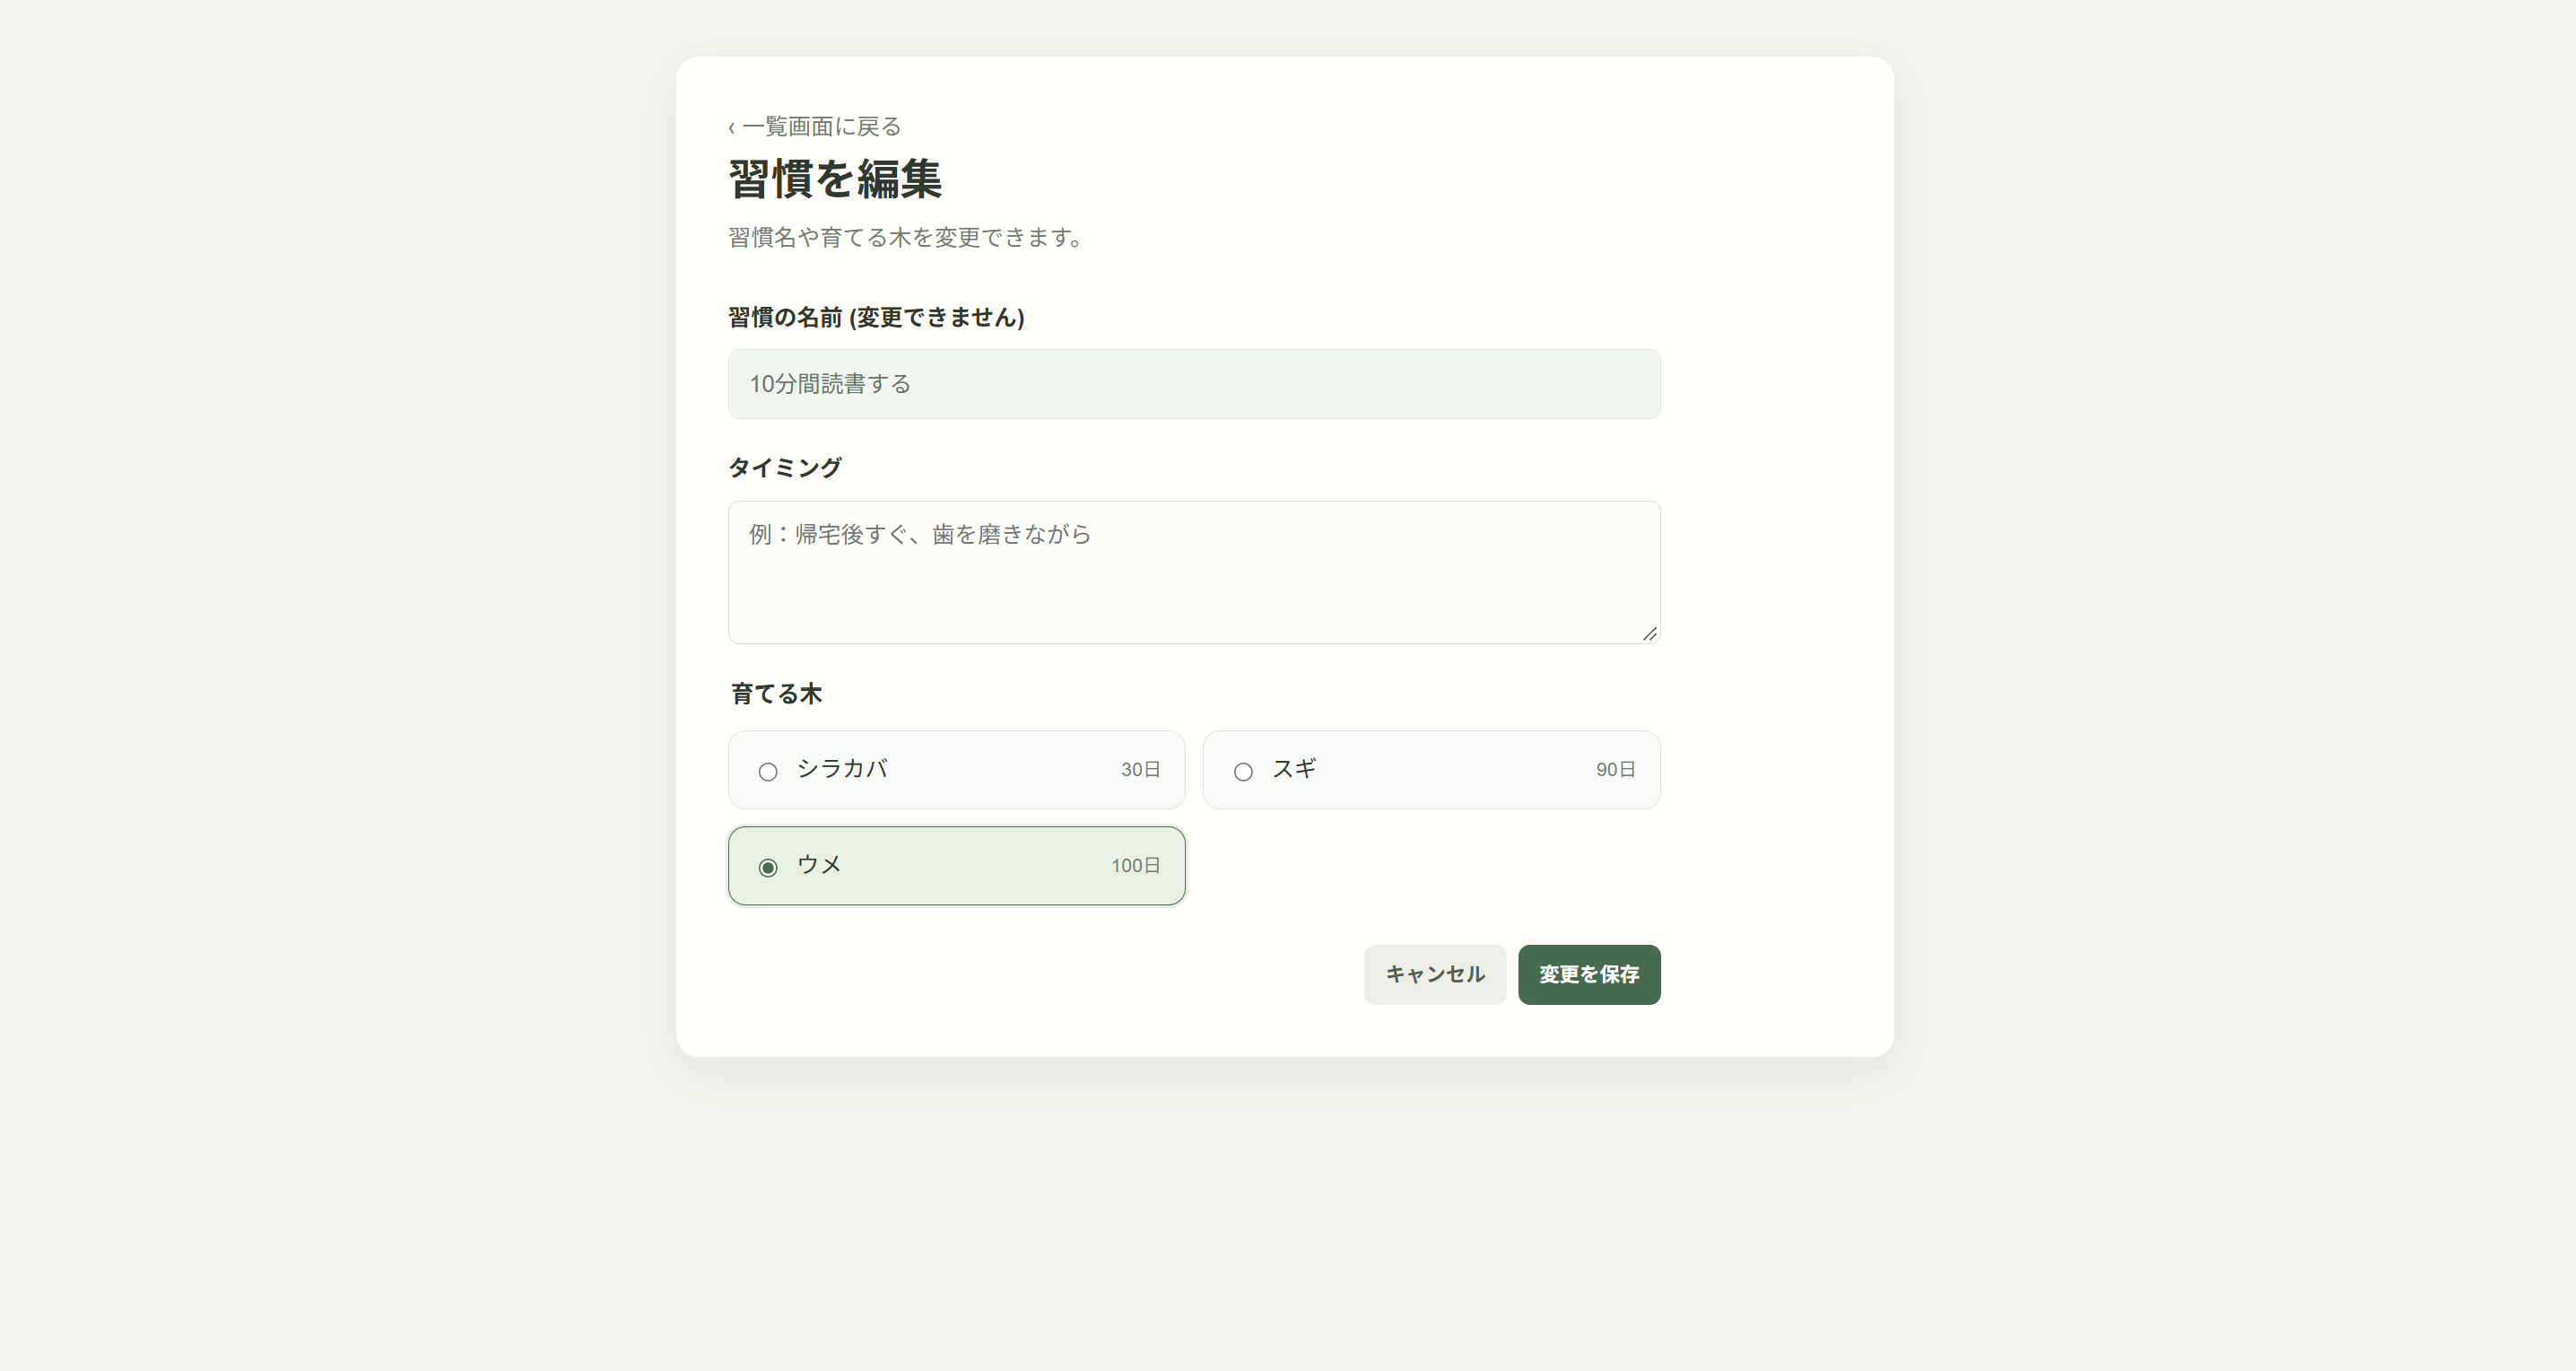 ‹ 一覧画面に戻る
習慣を編集
習慣名や育てる木を変更できます。
習慣の名前 (変更できません)
10分間読書する
タイミング
例：帰宅後すぐ、歯を磨きながら
育てる木
シラカバ 30日
スギ 90日
ウメ 100日
キャンセル
変更を保存